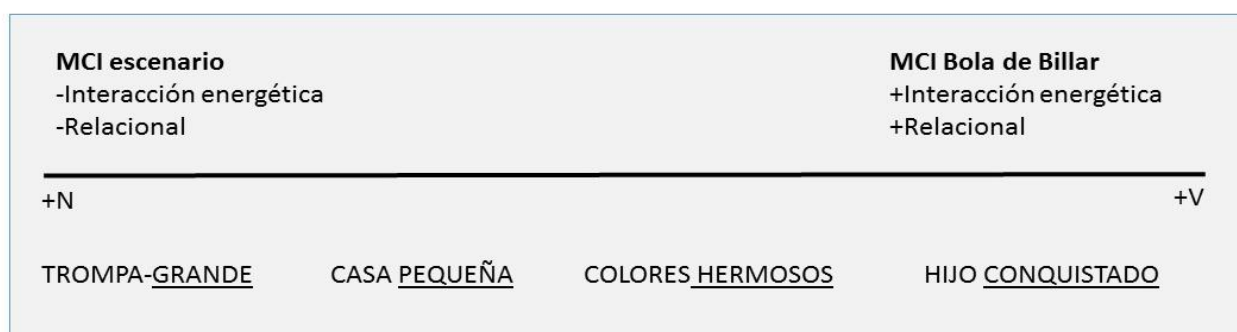 MCI escenario
-Interacción energética
-Relacional
MCI Bola de Billar
+Interacción energética
+Relacional
+N
+V
TROMPA-GRANDE
CASA PEQUEÑA
COLORES HERMOSOS
HIJO CONQUISTADO